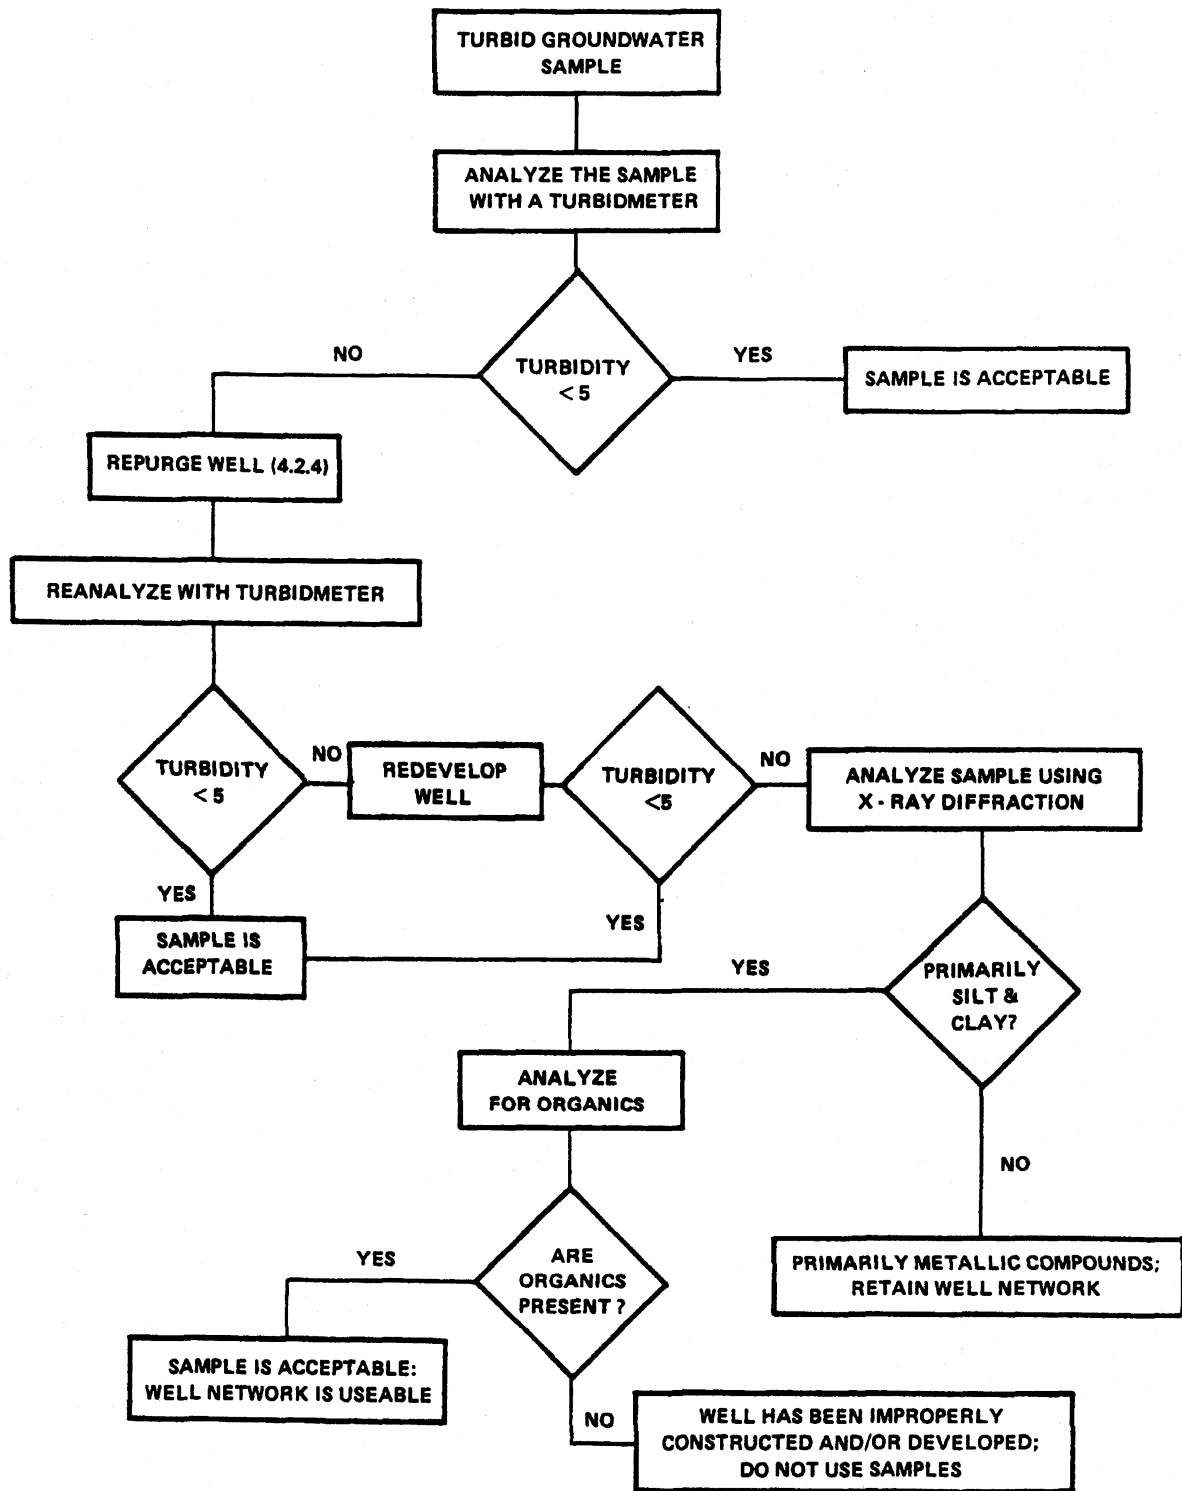 TURBID GROUNDWATER
SAMPLE
ANALYZE THE SAMPLE
WITH A TURBIDMETER
TURBIDITY
< 5
NO
YES
SAMPLE IS ACCEPTABLE
REPURGE WELL (4.2.4)
REANALYZE WITH TURBIDMETER
TURBIDITY
< 5
NO
YES
REDEVELOP
WELL
TURBIDITY
<5
NO
YES
SAMPLE IS
ACCEPTABLE
ANALYZE SAMPLE USING
X - RAY DIFFRACTION
PRIMARILY
SILT &
CLAY?
YES
NO
ANALYZE
FOR ORGANICS
PRIMARILY METALLIC COMPOUNDS;
RETAIN WELL NETWORK
ARE
ORGANICS
PRESENT ?
YES
NO
SAMPLE IS ACCEPTABLE:
WELL NETWORK IS USEABLE
WELL HAS BEEN IMPROPERLY
CONSTRUCTED AND/OR DEVELOPED;
DO NOT USE SAMPLES